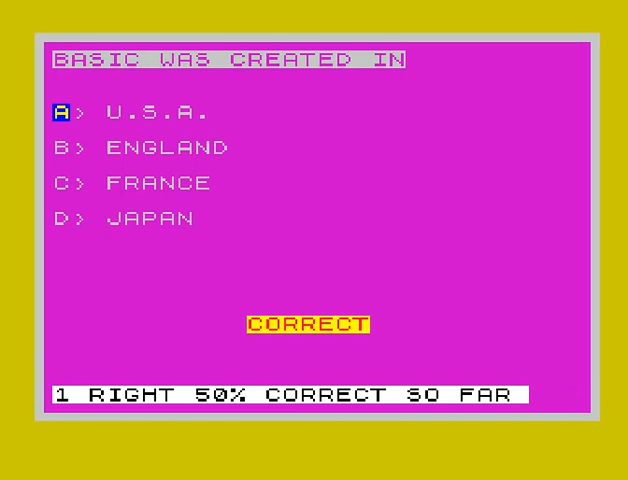 BASIC WAS CREATED IN
A> U.S.A.
B> ENGLAND
C> FRANCE
D> JAPAN
CORRECT
1 RIGHT 50% CORRECT SO FAR